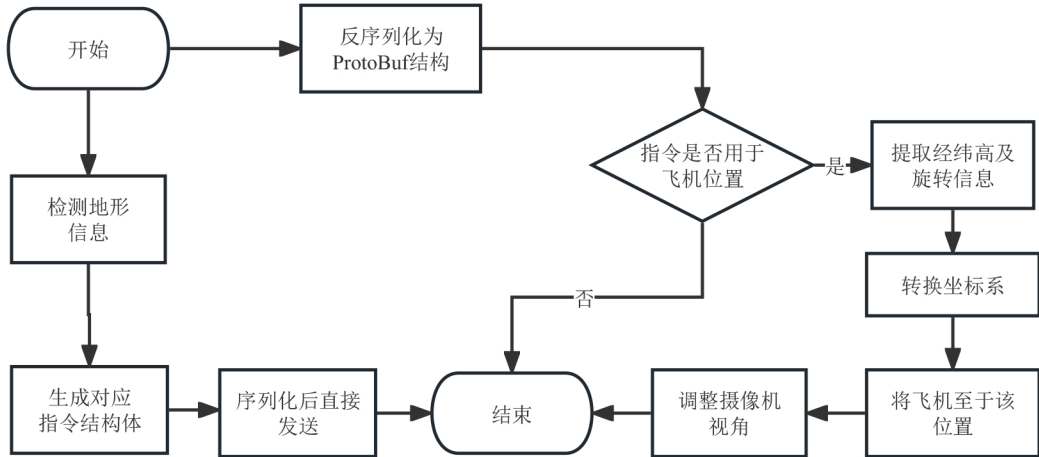 开始
反序列化为
ProtoBuf结构
指令是否用于
飞机位置
是
提取经纬高及
旋转信息
检测地形
信息
转换坐标系
否
生成对应
指令结构体
序列化后直接
发送
结束
调整摄像机
视角
将飞机至于该
位置